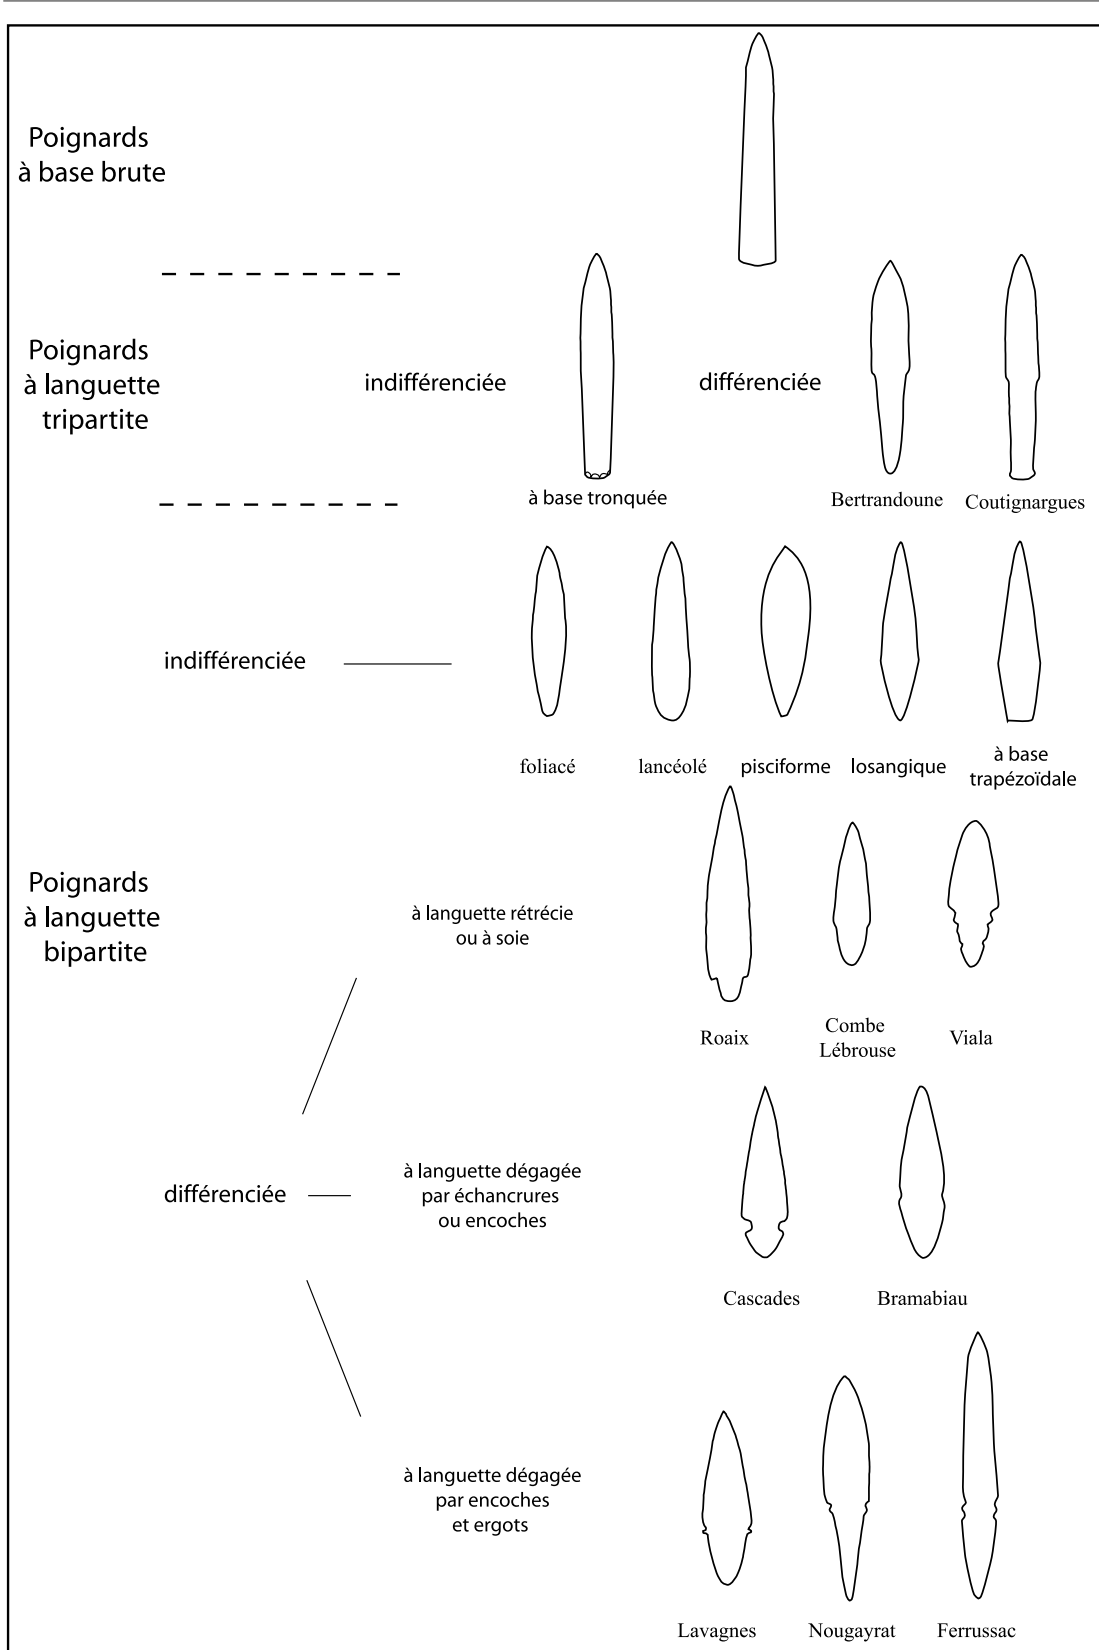 Poignards
à base brute
Poignards
à languette
tripartite
indifférenciée
différenciée
à base tronquée
Bertrandoune
Coutignargues
indifférenciée
foliacé
lancéolé
pisciforme
losangique
à base
trapézoïdale
Poignards
à languette
bipartite
à languette rétrécie
ou à soie
Roaix
Combe
Lébrouse
Viala
différenciée
à languette dégagée
par échancrures
ou encoches
Cascades
Bramabiau
à languette dégagée
par encoches
et ergots
Lavagnes
Nougayrat
Ferrussac